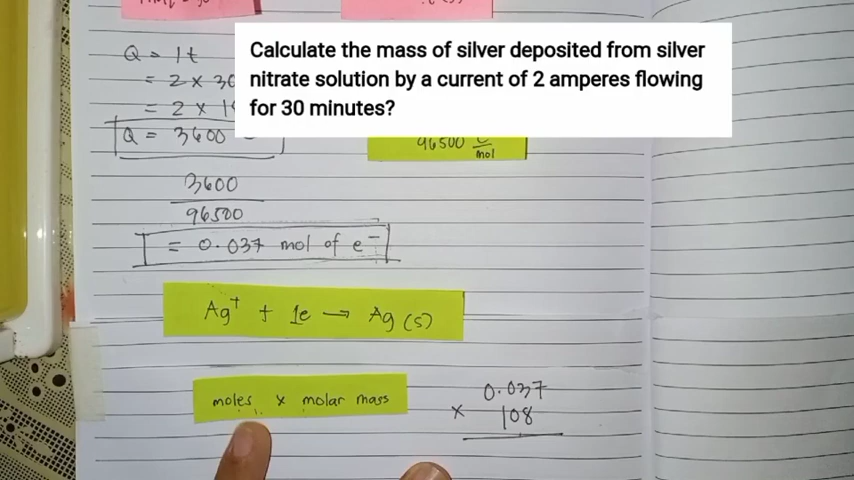 Calculate the mass of silver deposited from silver
nitrate solution by a current of 2 amperes flowing
for 30 minutes?
Q = It
= 2 x 30
= 2 x 1
Q = 3600
96500 C/mol
3600
96500
= 0.037 mol of e⁻
Ag⁺ + 1e → Ag (s)
moles x molar mass
0.037
x 108